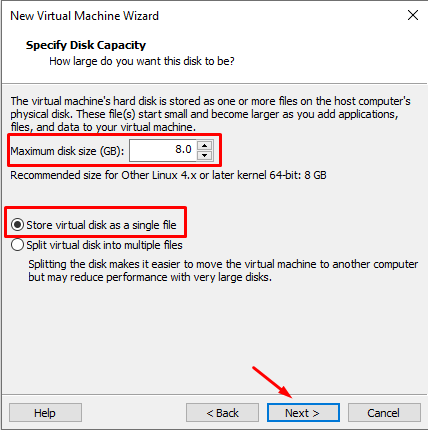 New Virtual Machine Wizard
Specify Disk Capacity
How large do you want this disk to be?
The virtual machine's hard disk is stored as one or more files on the host computer's
physical disk. These file(s) start small and become larger as you add applications,
files, and data to your virtual machine.
Maximum disk size (GB): 8.0
Recommended size for Other Linux 4.x or later kernel 64-bit: 8 GB
Store virtual disk as a single file
Split virtual disk into multiple files
Splitting the disk makes it easier to move the virtual machine to another computer
but may reduce performance with very large disks.
Help < Back Next > Cancel